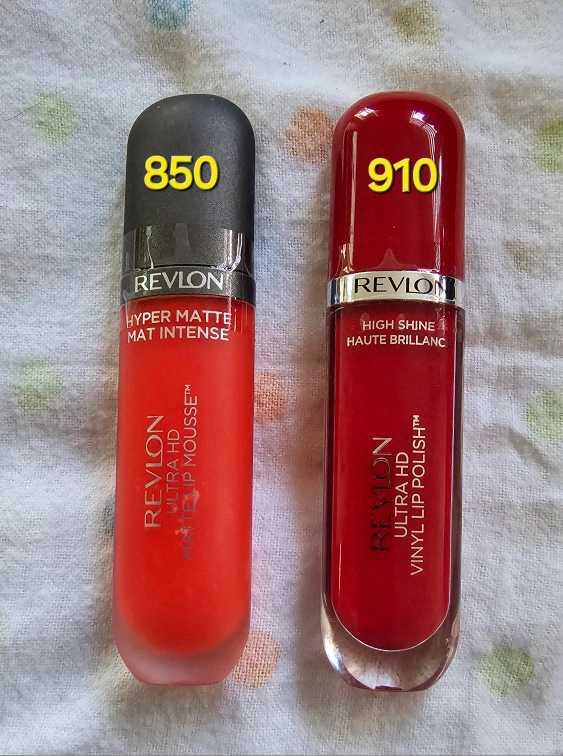 850
REVLON
HYPER MATTE
MAT INTENSE
REVLON
ULTRA HD
MATTE LIP MOUSSE™
910
REVLON
HIGH SHINE
HAUTE BRILLANC
REVLON
ULTRA HD
VINYL LIP POLISH™